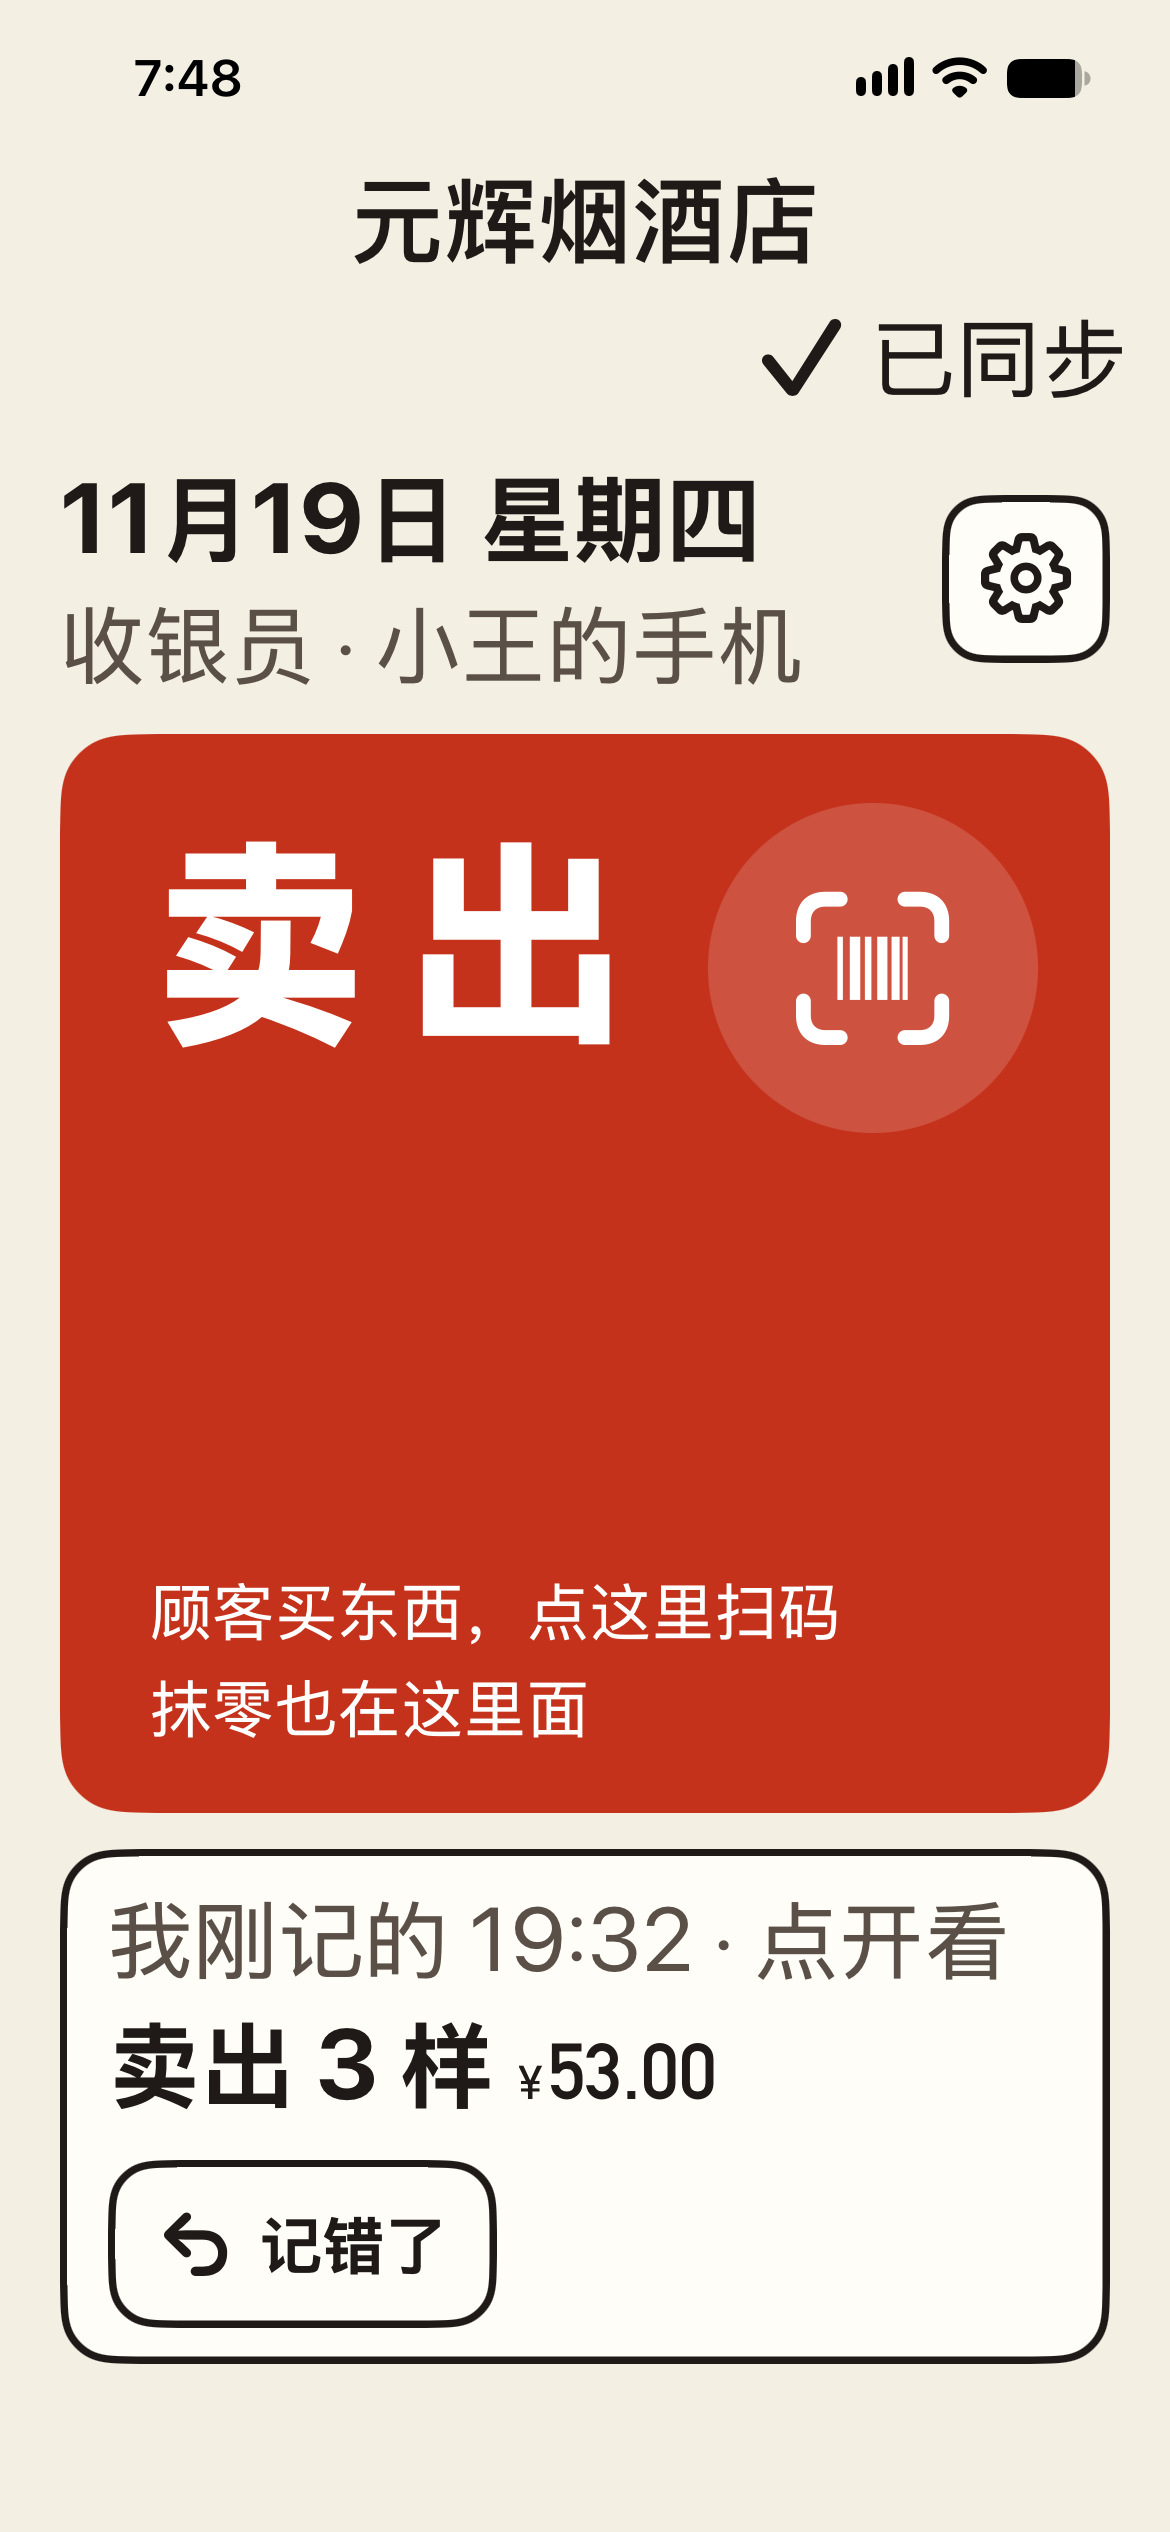 7:48
元辉烟酒店
已同步
11月19日 星期四
收银员 · 小王的手机
卖出
顾客买东西，点这里扫码
抹零也在这里面
我刚记的 19:32 · 点开看
卖出 3 样 ¥53.00
记错了